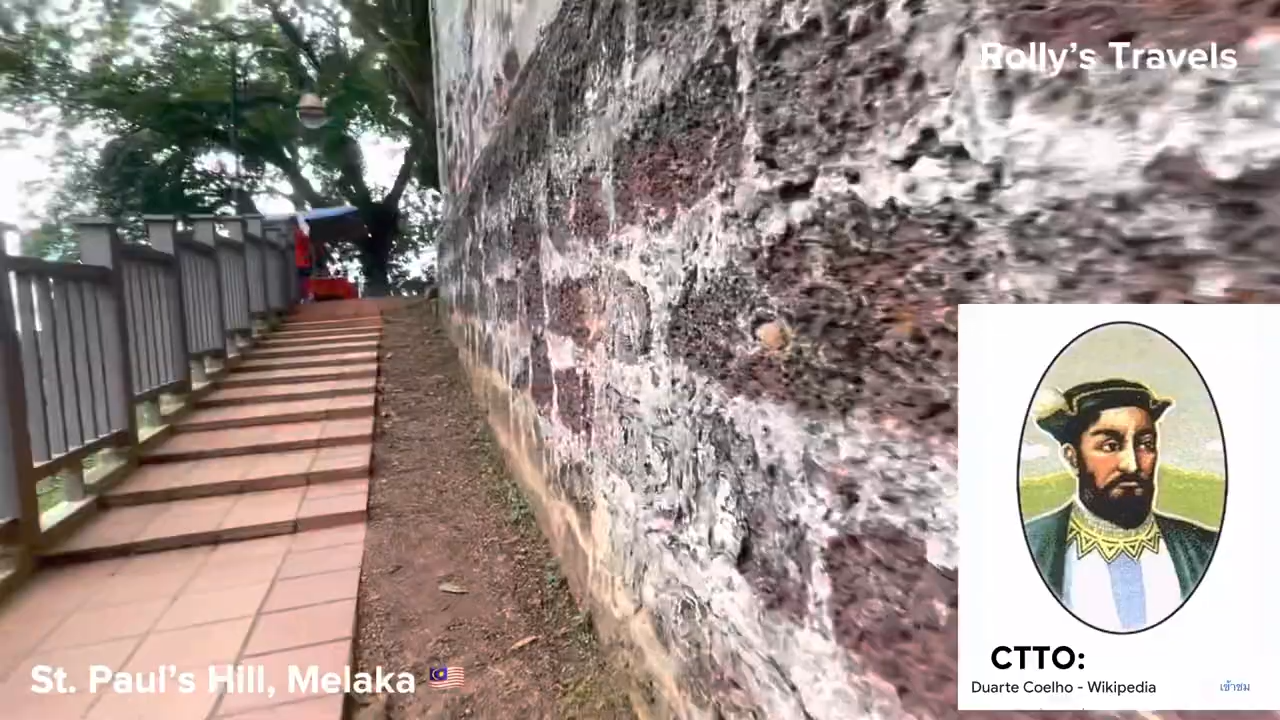 Rolly's Travels
CTTO:
Duarte Coelho - Wikipedia
เข้าชม
St. Paul's Hill, Melaka 🇲🇾